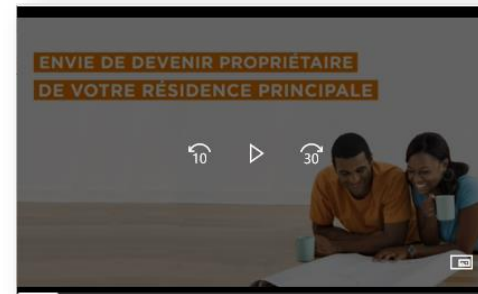 ENVIE DE DEVENIR PROPRIÉTAIRE
DE VOTRE RÉSIDENCE PRINCIPALE
10
30